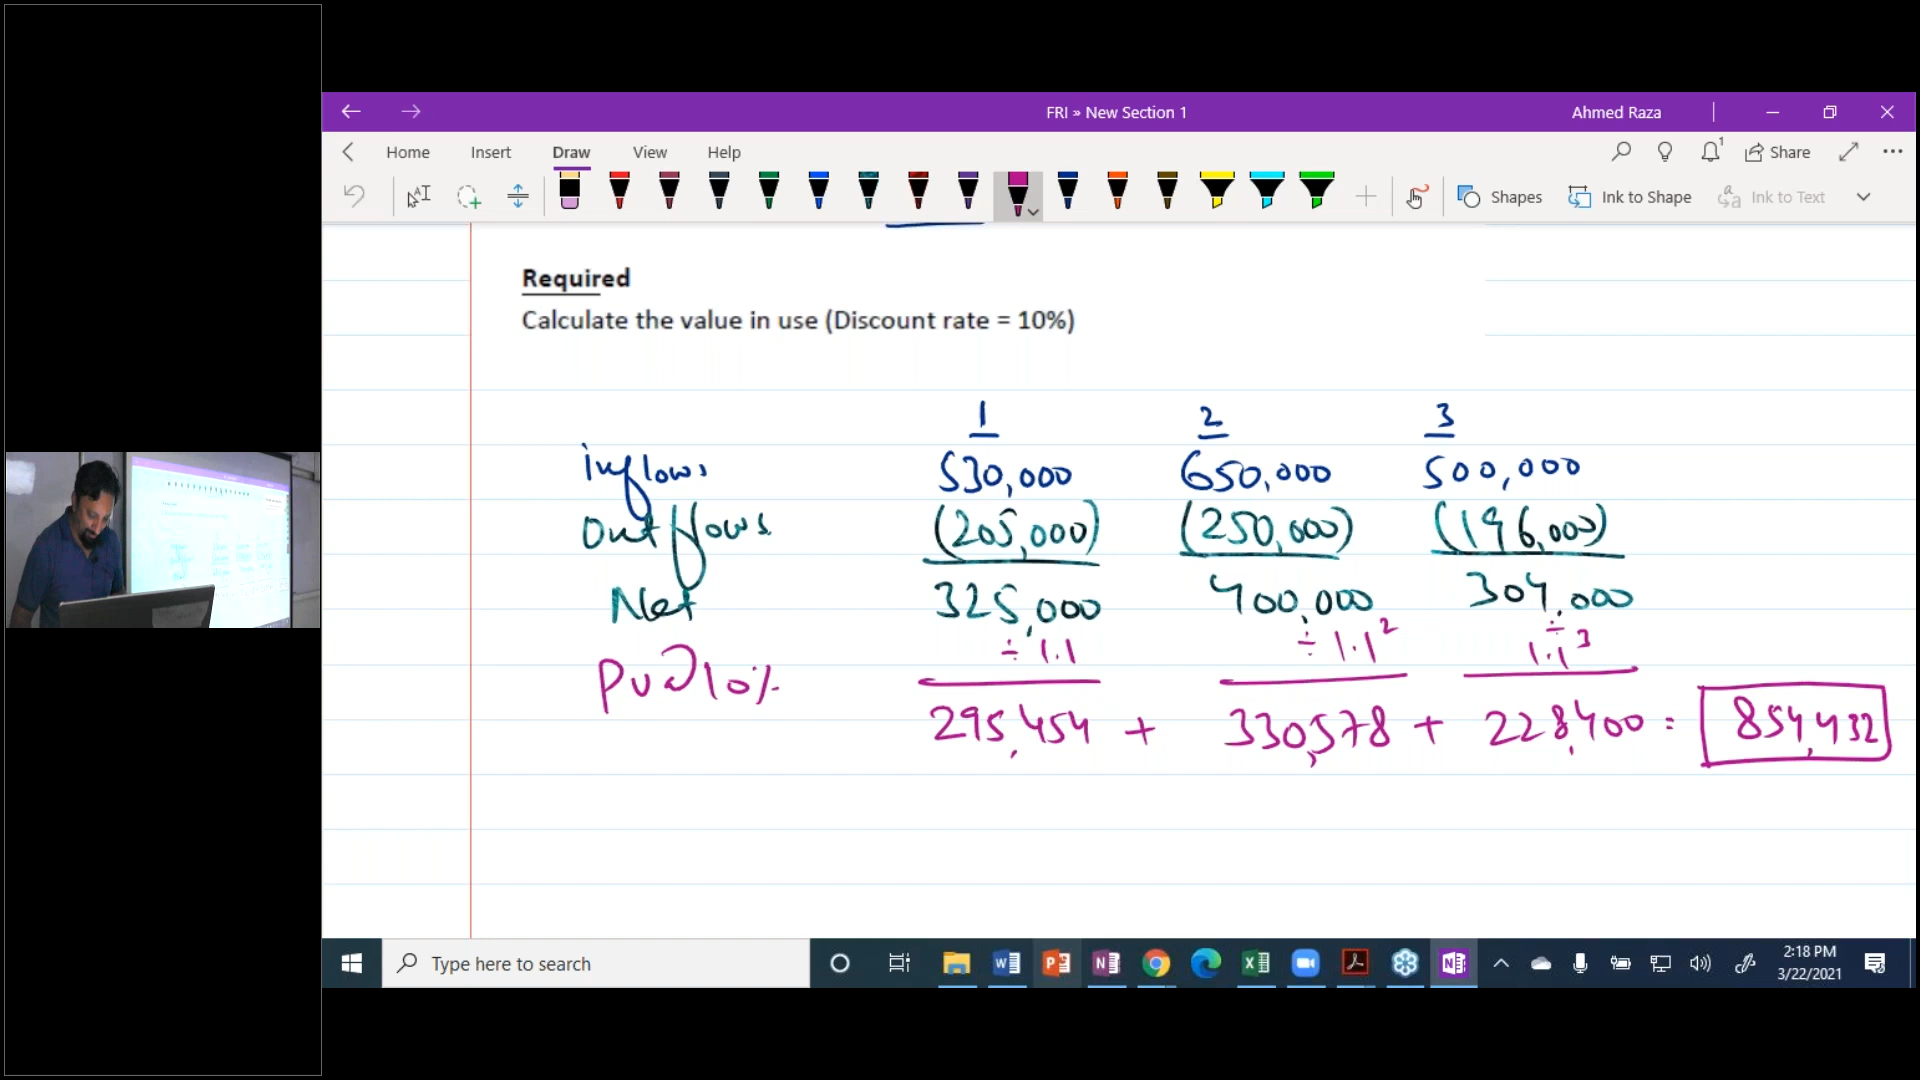 FRI » New Section 1
Ahmed Raza
Home Insert Draw View Help
1
Share
Shapes
Ink to Shape
Ink to Text
Required
Calculate the value in use (Discount rate = 10%)
1 2 3
inflows 530,000 650,000 500,000
Outflows (205,000) (250,000) (196,000)
Net 325,000 400,000 304,000
÷ 1.1 ÷ 1.1² ÷ 1.1³
PV @ 10%
295,454 + 330,578 + 228,400 = 854,432
Type here to search
2:18 PM
3/22/2021